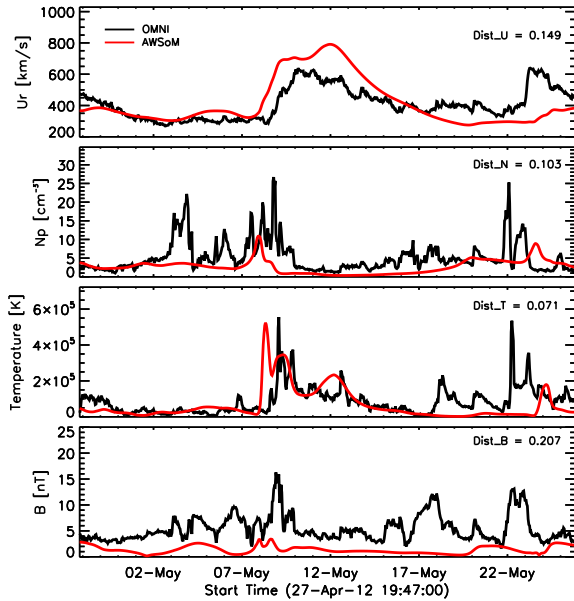 OMNI
AWSoM
Dist_U = 0.149
1000
800
600
400
200
Ur [km/s]
Dist_N = 0.103
30
25
20
15
10
5
0
Np [cm⁻³]
Dist_T = 0.071
6×10⁵
4×10⁵
2×10⁵
0
Temperature [K]
Dist_B = 0.207
25
20
15
10
5
0
B [nT]
02-May 07-May 12-May 17-May 22-May
Start Time (27-Apr-12 19:47:00)